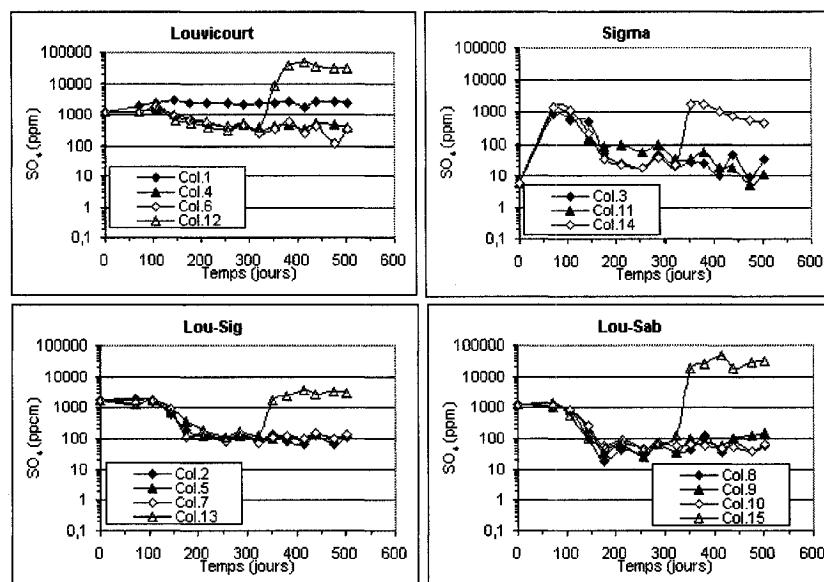 Louvicourt
SO4 (ppm)
100000
10000
1000
100
10
1
0,1
Col.1
Col.4
Col.6
Col.12
0 100 200 300 400 500 600
Temps (jours)
Sigma
SO4 (ppm)
100000
10000
1000
100
10
1
0,1
Col.3
Col.11
Col.14
0 100 200 300 400 500 600
Temps (jours)
Lou-Sig
SO4 (ppcm)
100000
10000
1000
100
10
1
0,1
Col.2
Col.5
Col.7
Col.13
0 100 200 300 400 500 600
Temps (jours)
Lou-Sab
SO4 (ppm)
100000
10000
1000
100
10
1
0,1
Col.8
Col.9
Col.10
Col.15
0 100 200 300 400 500 600
Temps (jours)